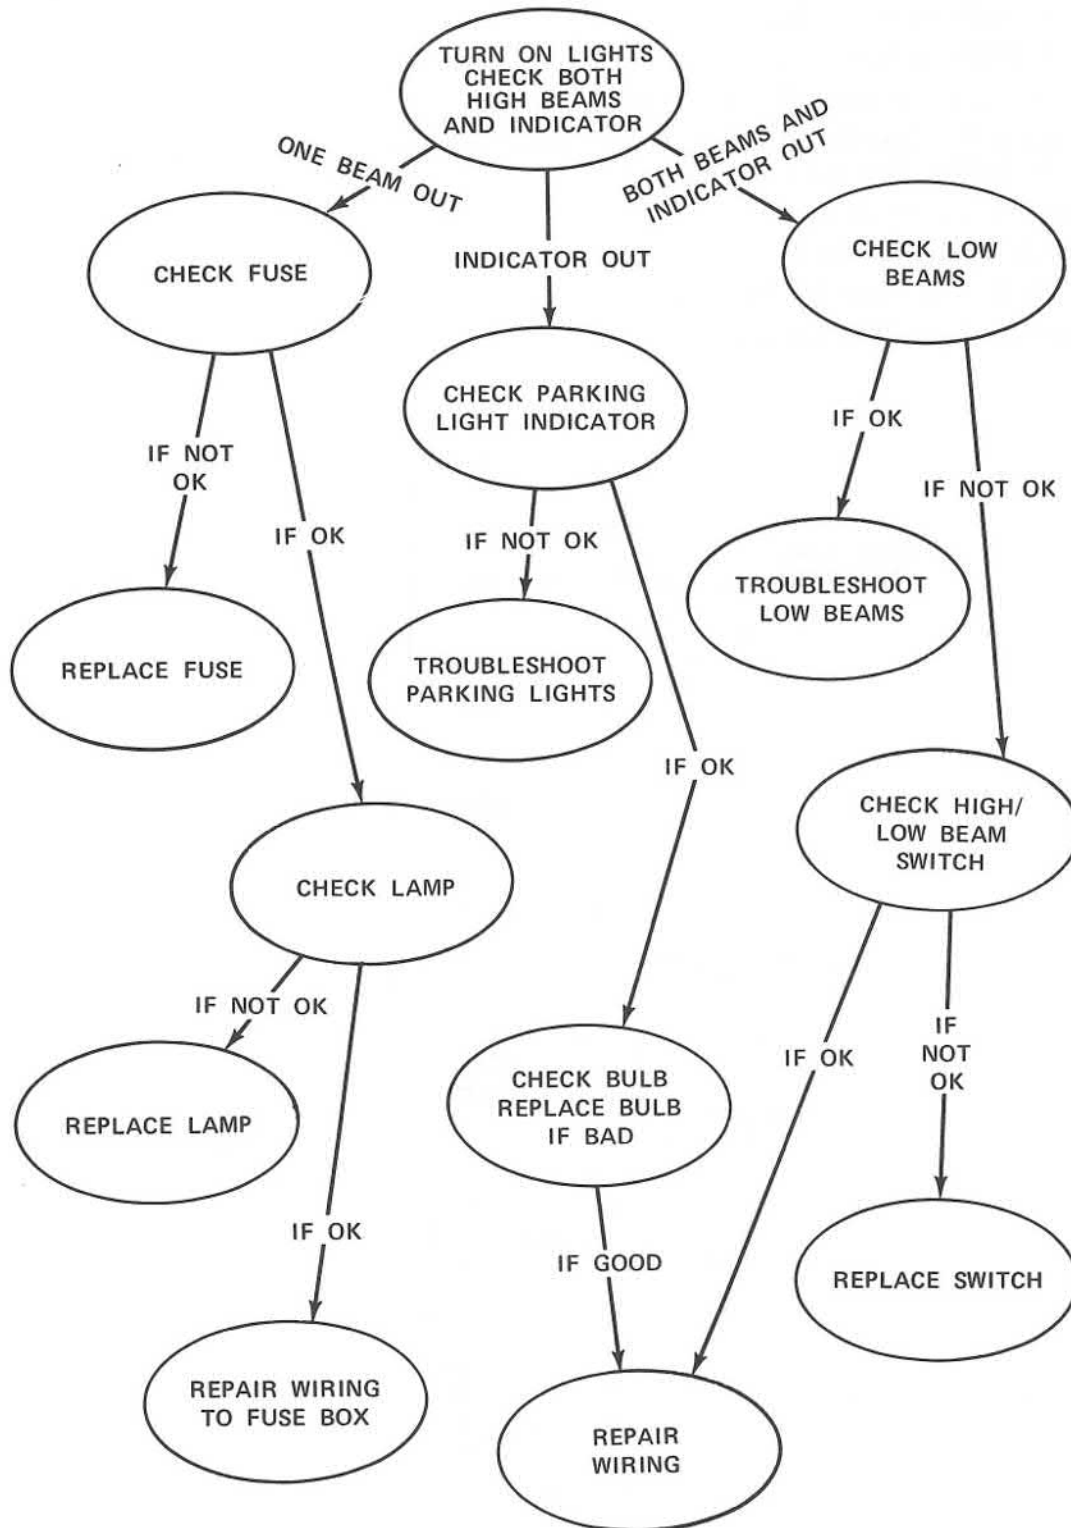 TURN ON LIGHTS
CHECK BOTH
HIGH BEAMS
AND INDICATOR
ONE BEAM OUT
BOTH BEAMS AND
INDICATOR OUT
INDICATOR OUT
CHECK FUSE
CHECK LOW
BEAMS
CHECK PARKING
LIGHT INDICATOR
IF NOT
OK
IF OK
IF OK
IF NOT OK
IF NOT OK
REPLACE FUSE
TROUBLESHOOT
PARKING LIGHTS
TROUBLESHOOT
LOW BEAMS
IF OK
CHECK HIGH/
LOW BEAM
SWITCH
CHECK LAMP
IF NOT OK
IF OK
IF
NOT
OK
REPLACE LAMP
CHECK BULB
REPLACE BULB
IF BAD
IF OK
IF GOOD
REPLACE SWITCH
REPAIR WIRING
TO FUSE BOX
REPAIR
WIRING